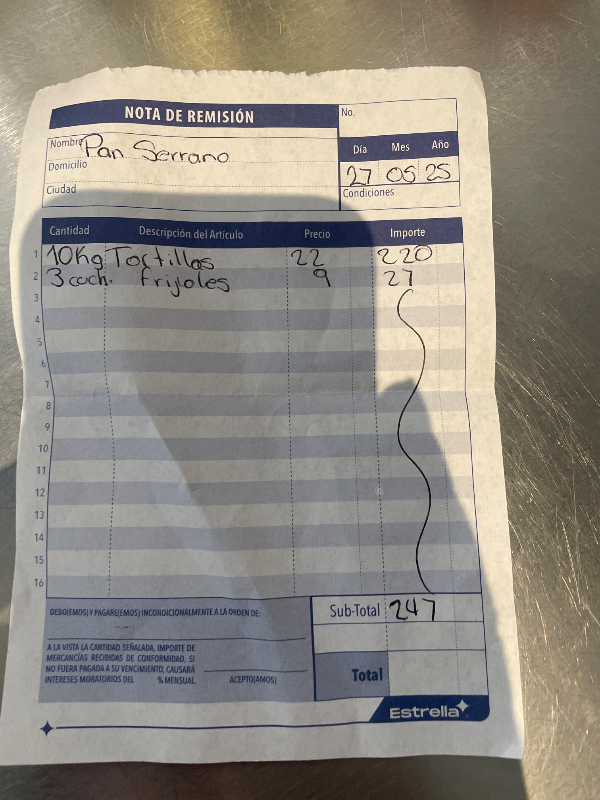 NOTA DE REMISIÓN
No.
Nombre Pan Serrano
Domicilio
Ciudad
Día Mes Año
27 05 25
Condiciones
Cantidad Descripción del Artículo Precio Importe
1 10Kg Tortillas 22 220
2 3 coch. frijoles 9 27
3
4
5
6
7
8
9
10
11
12
13
14
15
16
DEBO(EMOS) Y PAGARE(EMOS) INCONDICIONALMENTE A LA ORDEN DE:
Sub-Total 247
A LA VISTA LA CANTIDAD SEÑALADA, IMPORTE DE
MERCANCÍAS RECIBIDAS DE CONFORMIDAD, SI
NO FUERA PAGADA A SU VENCIMIENTO, CAUSARÁ
INTERESES MORATORIOS DEL % MENSUAL. ACEPTO(AMOS)
Total
Estrella